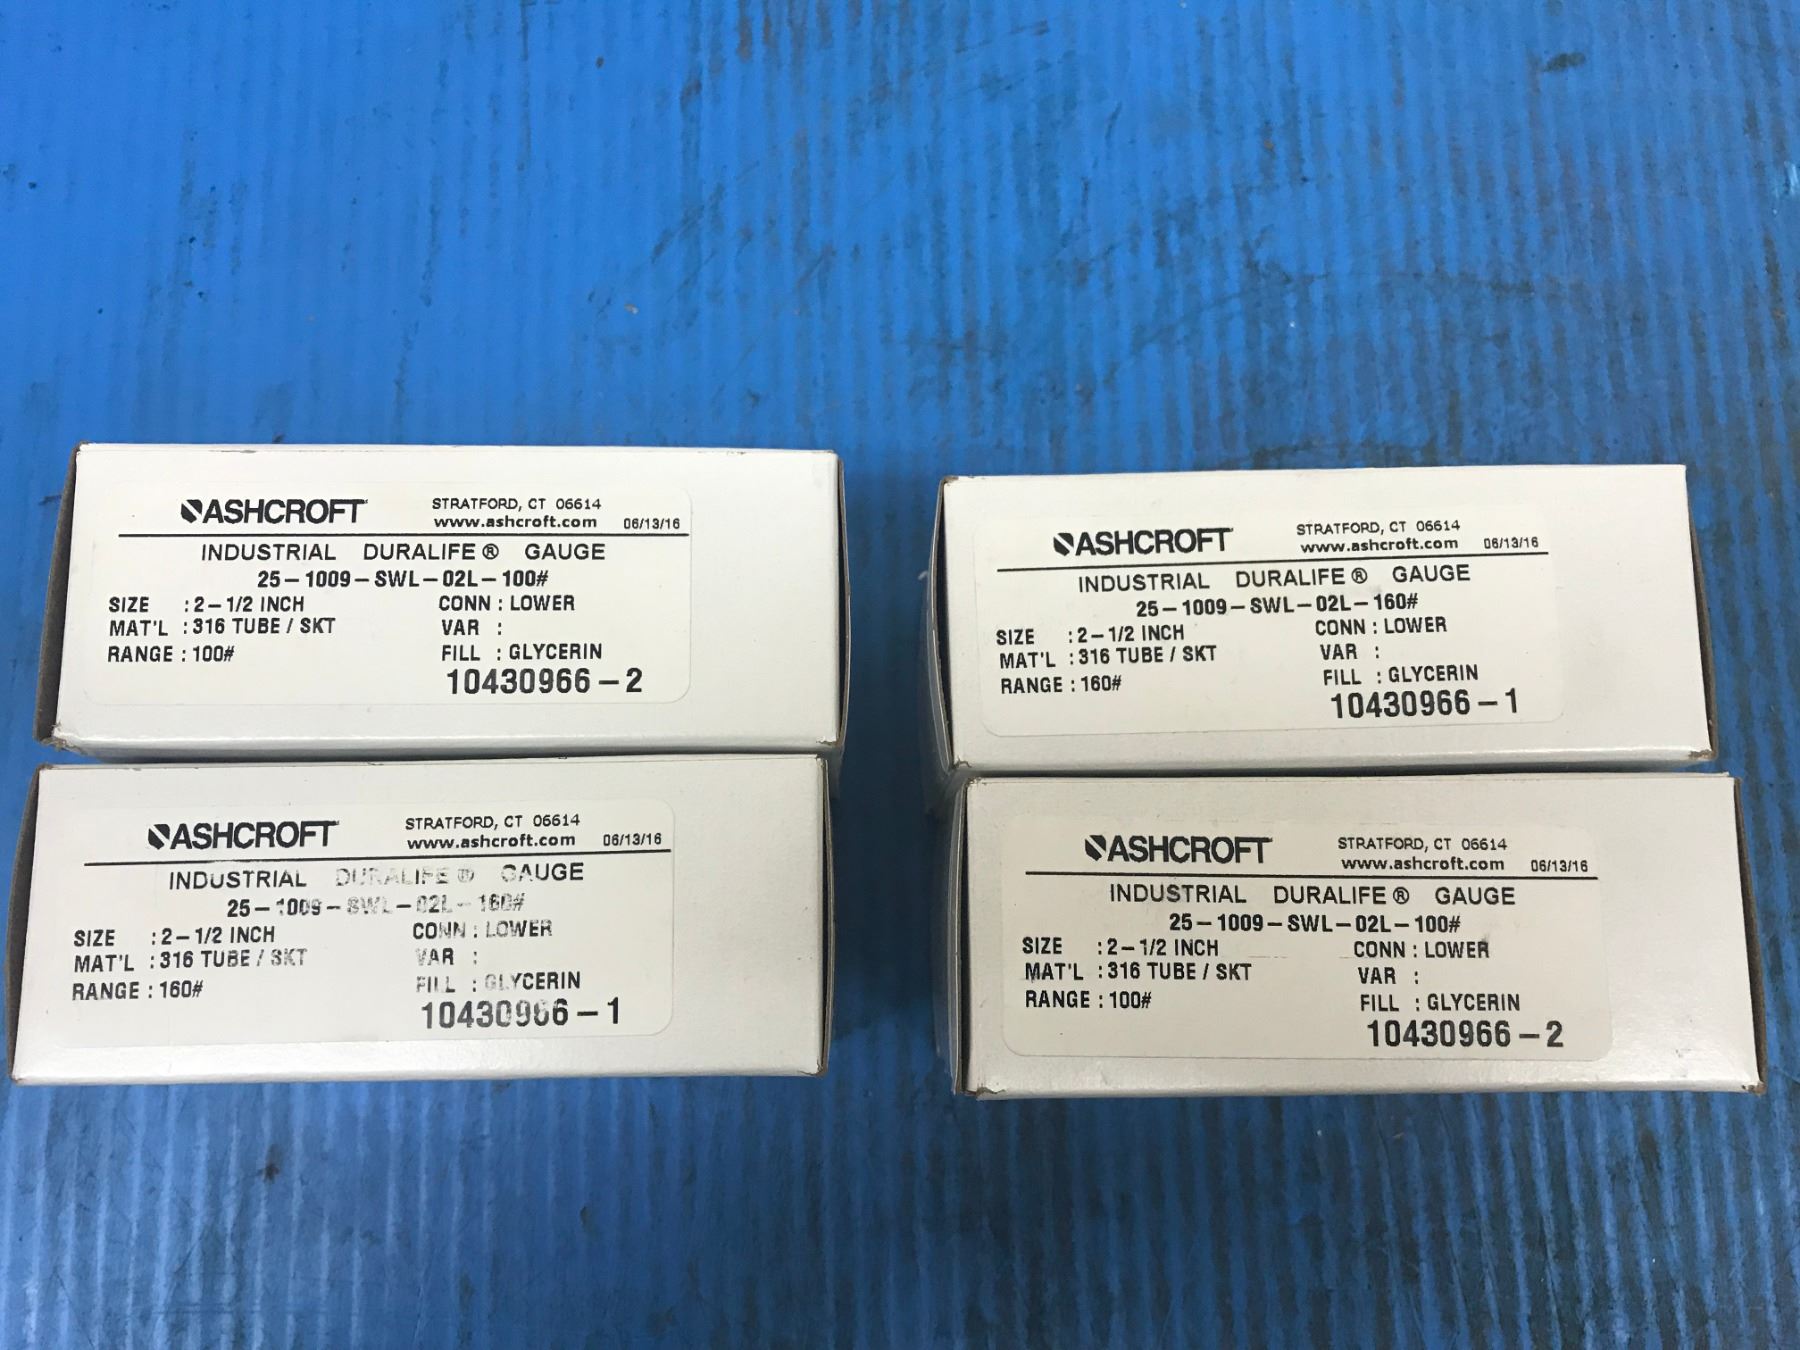 ASHCROFT STRATFORD, CT 06614
www.ashcroft.com 06/13/16
INDUSTRIAL DURALIFE® GAUGE
25-1009-SWL-02L-100#
SIZE : 2-1/2 INCH CONN : LOWER
MAT'L : 316 TUBE / SKT VAR :
RANGE : 100# FILL : GLYCERIN
10430966-2
ASHCROFT STRATFORD, CT 06614
www.ashcroft.com 06/13/16
INDUSTRIAL DURALIFE® GAUGE
25-1009-SWL-02L-160#
SIZE : 2-1/2 INCH CONN : LOWER
MAT'L : 316 TUBE / SKT VAR :
RANGE : 160# FILL : GLYCERIN
10430966-1
ASHCROFT STRATFORD, CT 06614
www.ashcroft.com 06/13/16
INDUSTRIAL DURALIFE® GAUGE
25-1009-SWL-02L-160#
SIZE : 2-1/2 INCH CONN : LOWER
MAT'L : 316 TUBE / SKT VAR :
RANGE : 160# FILL : GLYCERIN
10430966-1
ASHCROFT STRATFORD, CT 06614
www.ashcroft.com 06/13/16
INDUSTRIAL DURALIFE® GAUGE
25-1009-SWL-02L-100#
SIZE : 2-1/2 INCH CONN : LOWER
MAT'L : 316 TUBE / SKT VAR :
RANGE : 100# FILL : GLYCERIN
10430966-2